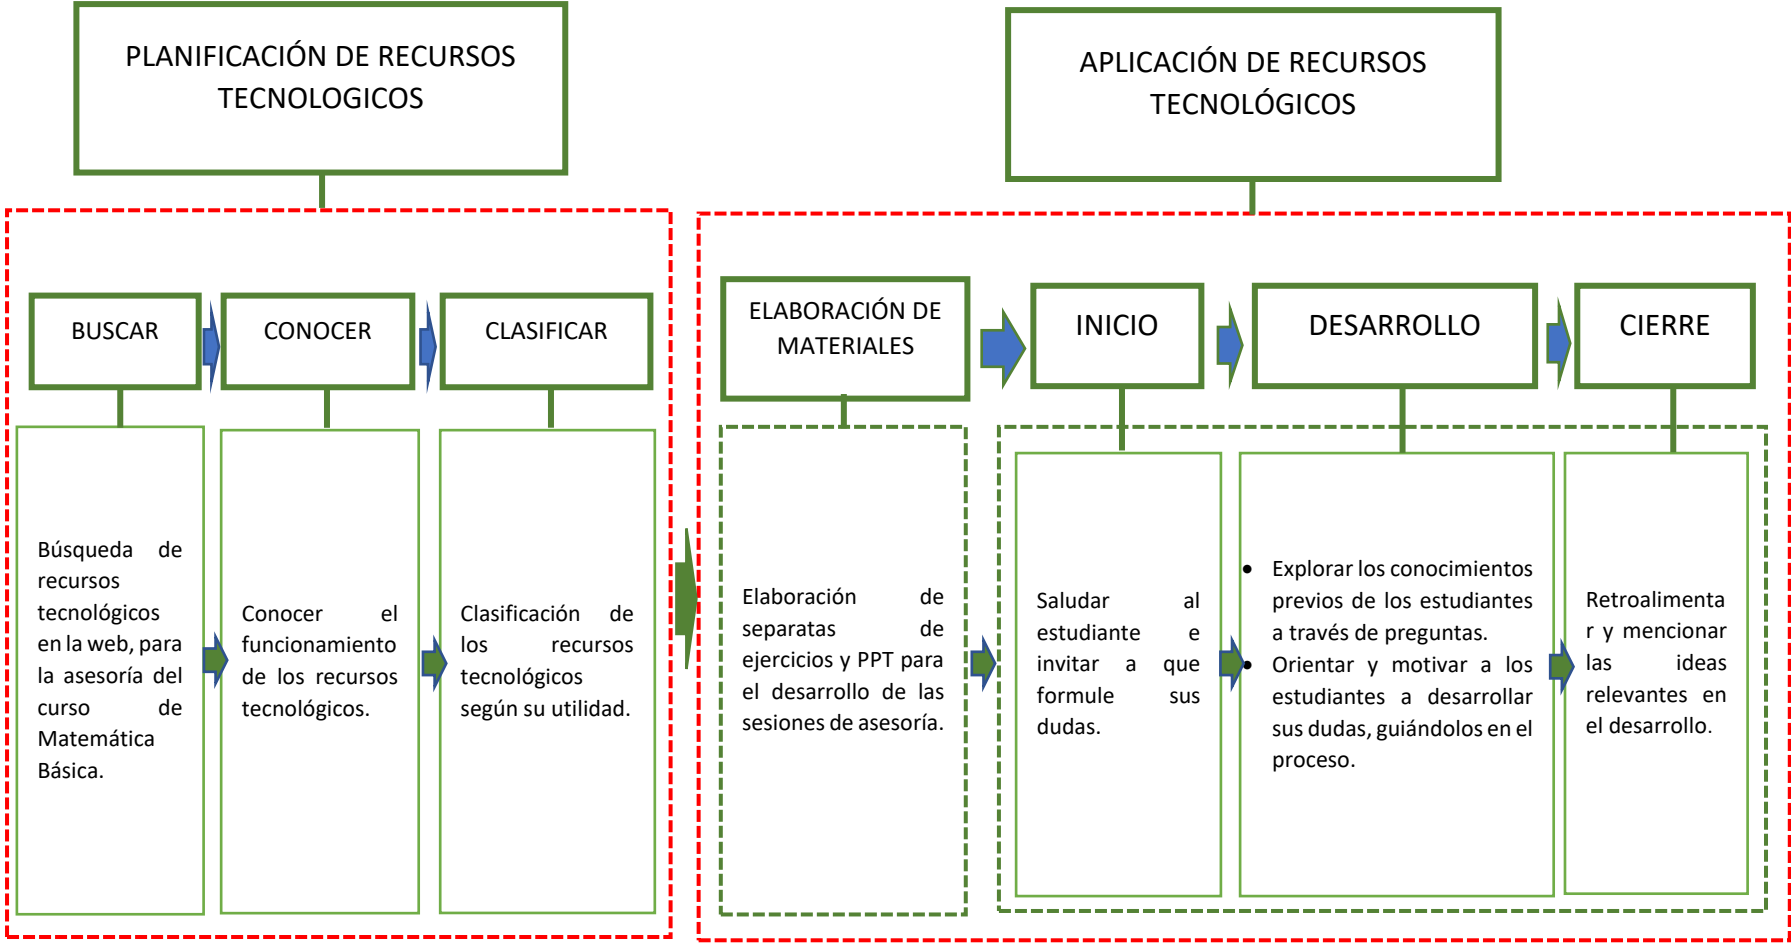 PLANIFICACIÓN DE RECURSOS
TECNOLOGICOS
APLICACIÓN DE RECURSOS
TECNOLÓGICOS
BUSCAR
CONOCER
CLASIFICAR
ELABORACIÓN DE
MATERIALES
INICIO
DESARROLLO
CIERRE
Búsqueda de
recursos
tecnológicos
en la web, para
la asesoría del
curso de
Matemática
Básica.
Conocer el
funcionamiento
de los recursos
tecnológicos.
Clasificación de
los recursos
tecnológicos
según su utilidad.
Elaboración de
separatas de
ejercicios y PPT para
el desarrollo de las
sesiones de asesoría.
Saludar al
estudiante e
invitar a que
formule sus
dudas.
• Explorar los conocimientos
previos de los estudiantes
a través de preguntas.
• Orientar y motivar a los
estudiantes a desarrollar
sus dudas, guiándolos en el
proceso.
Retroalimenta
r y mencionar
las ideas
relevantes en
el desarrollo.